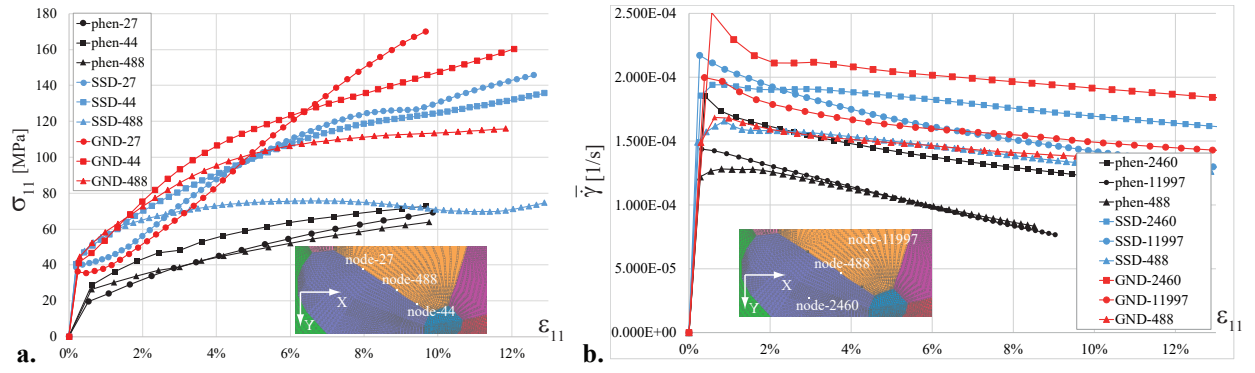 a.
σ11 [MPa]
180
160
140
120
100
80
60
40
20
0
phen-27
phen-44
phen-488
SSD-27
SSD-44
SSD-488
GND-27
GND-44
GND-488
node-27
node-488
node-44
X
Y
ε11
0% 2% 4% 6% 8% 10% 12%
b.
γ̇̅ [1/s]
2.500E-04
2.000E-04
1.500E-04
1.000E-04
5.000E-05
0.000E+00
node-11997
node-488
node-2460
X
Y
phen-2460
phen-11997
phen-488
SSD-2460
SSD-11997
SSD-488
GND-2460
GND-11997
GND-488
ε11
0% 2% 4% 6% 8% 10% 12%